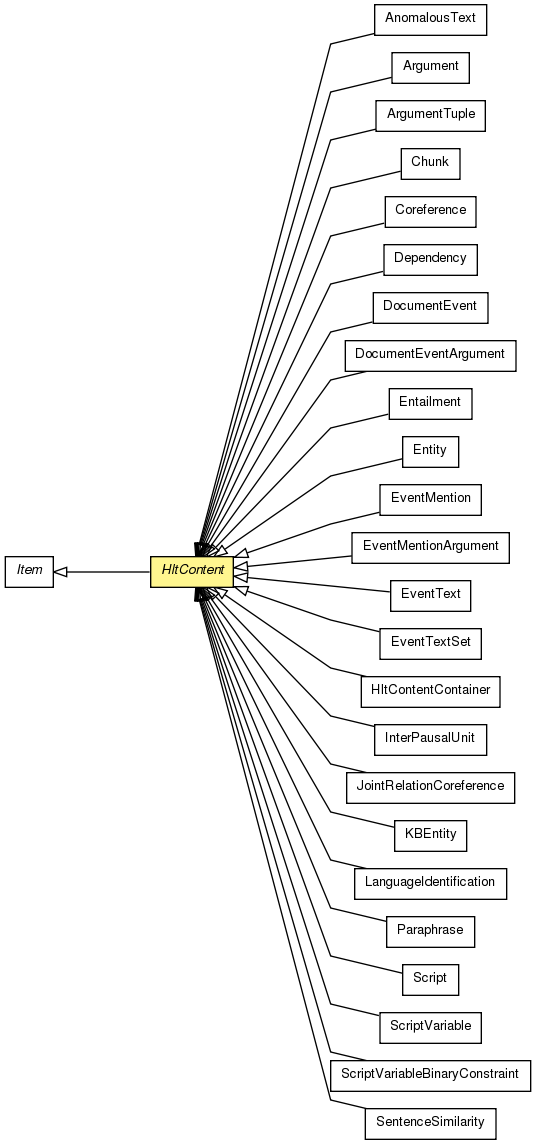 AnomalousText
Argument
ArgumentTuple
Chunk
Coreference
Dependency
DocumentEvent
DocumentEventArgument
Entailment
Entity
EventMention
EventMentionArgument
Item
HltContent
EventText
EventTextSet
HltContentContainer
InterPausalUnit
JointRelationCoreference
KBEntity
LanguageIdentification
Paraphrase
Script
ScriptVariable
ScriptVariableBinaryConstraint
SentenceSimilarity